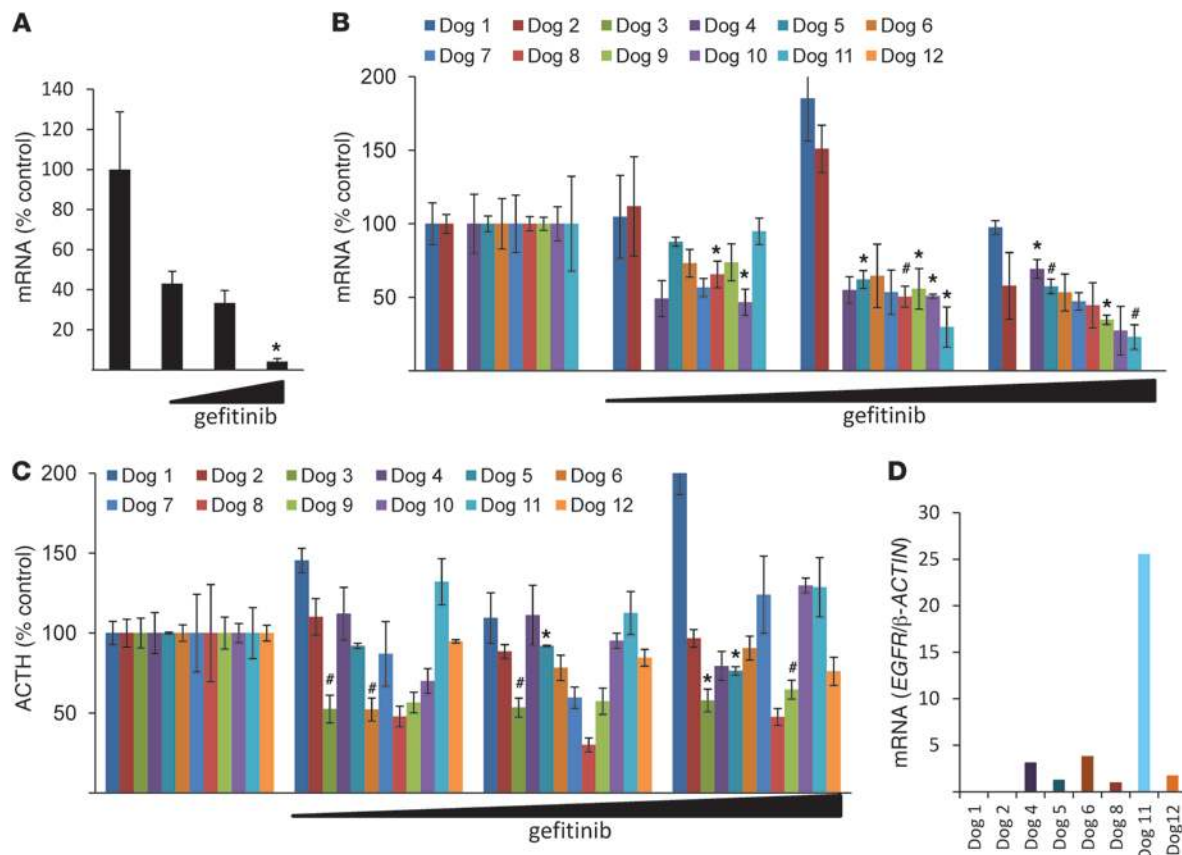 A
mRNA (% control)
140
120
100
80
60
40
20
*
gefitinib
B
Dog 1 Dog 2 Dog 3 Dog 4 Dog 5 Dog 6
Dog 7 Dog 8 Dog 9 Dog 10 Dog 11 Dog 12
mRNA (% control)
200
150
100
50
* * * # * * * * # * #
gefitinib
C
Dog 1 Dog 2 Dog 3 Dog 4 Dog 5 Dog 6
Dog 7 Dog 8 Dog 9 Dog 10 Dog 11 Dog 12
ACTH (% control)
200
150
100
50
# # # * * * #
gefitinib
D
mRNA (EGFR/β-ACTIN)
30
25
20
15
10
5
Dog 1
Dog 2
Dog 4
Dog 5
Dog 6
Dog 8
Dog 11
Dog12